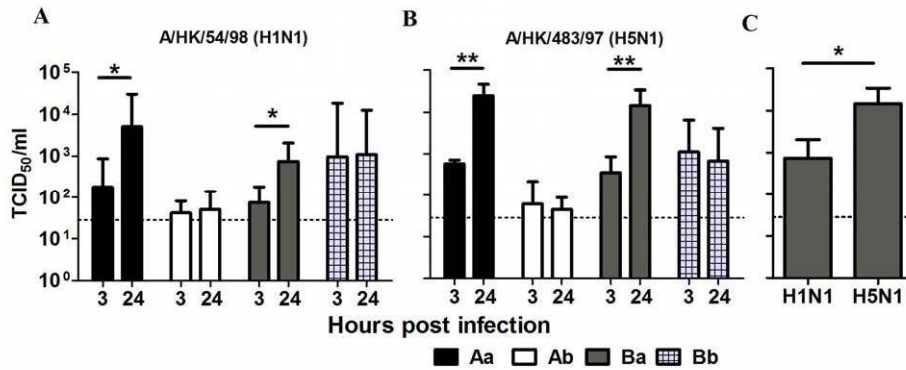 A
A/HK/54/98 (H1N1)
TCID50/ml
10^5
10^4
10^3
10^2
10^1
10^0
*
*
3 24 3 24 3 24 3 24
B
A/HK/483/97 (H5N1)
**
**
3 24 3 24 3 24 3 24
C
*
H1N1 H5N1
Hours post infection
Aa Ab Ba Bb